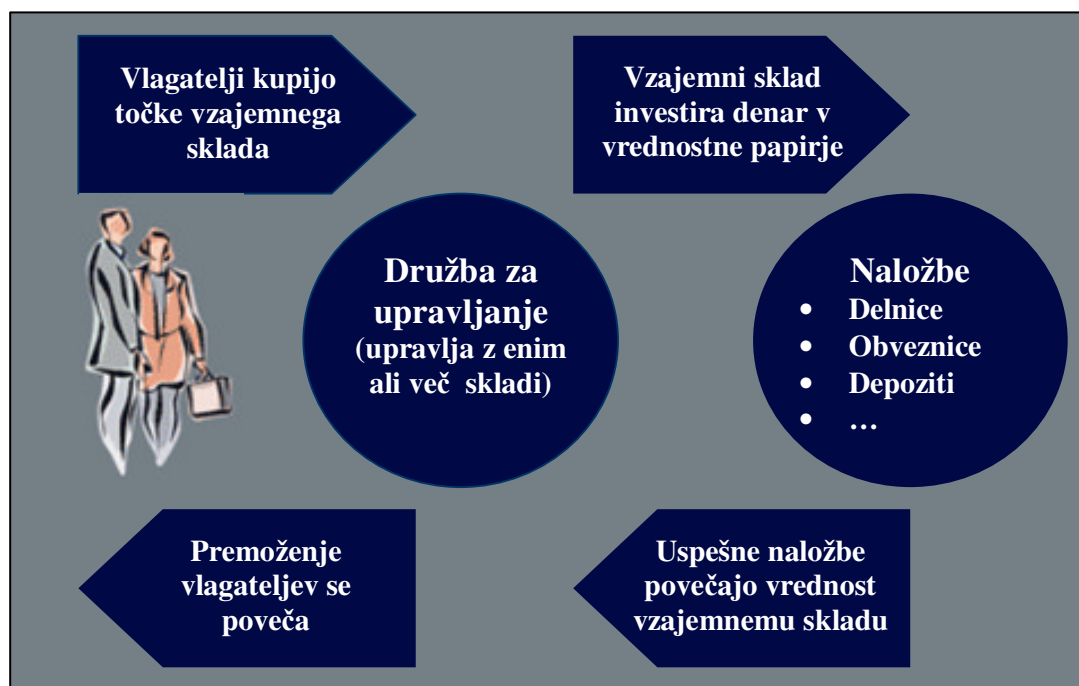 Vlagatelji kupijo
točke vzajemnega
sklada
Vzajemni sklad
investira denar v
vrednostne papirje
Družba za
upravljanje
(upravlja z enim
ali več skladi)
Naložbe
• Delnice
• Obveznice
• Depoziti
• …
Premoženje
vlagateljev se
poveča
Uspešne naložbe
povečajo vrednost
vzajemnemu skladu